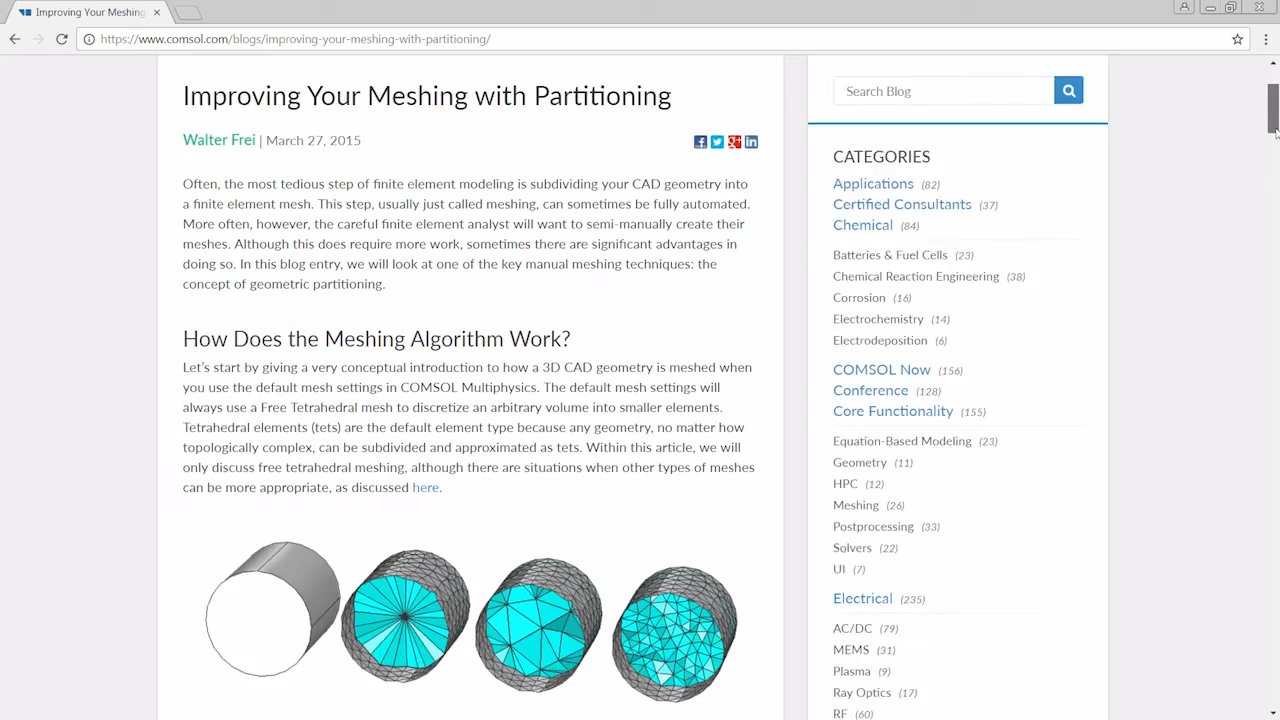 Improving Your Meshing
https://www.comsol.com/blogs/improving-your-meshing-with-partitioning/
Improving Your Meshing with Partitioning
Walter Frei | March 27, 2015
Often, the most tedious step of finite element modeling is subdividing your CAD geometry into
a finite element mesh. This step, usually just called meshing, can sometimes be fully automated.
More often, however, the careful finite element analyst will want to semi-manually create their
meshes. Although this does require more work, sometimes there are significant advantages in
doing so. In this blog entry, we will look at one of the key manual meshing techniques: the
concept of geometric partitioning.
How Does the Meshing Algorithm Work?
Let's start by giving a very conceptual introduction to how a 3D CAD geometry is meshed when
you use the default mesh settings in COMSOL Multiphysics. The default mesh settings will
always use a Free Tetrahedral mesh to discretize an arbitrary volume into smaller elements.
Tetrahedral elements (tets) are the default element type because any geometry, no matter how
topologically complex, can be subdivided and approximated as tets. Within this article, we will
only discuss free tetrahedral meshing, although there are situations when other types of meshes
can be more appropriate, as discussed here.
Search Blog
CATEGORIES
Applications (82)
Certified Consultants (37)
Chemical (84)
Batteries & Fuel Cells (23)
Chemical Reaction Engineering (38)
Corrosion (16)
Electrochemistry (14)
Electrodeposition (6)
COMSOL Now (156)
Conference (128)
Core Functionality (155)
Equation-Based Modeling (23)
Geometry (11)
HPC (12)
Meshing (26)
Postprocessing (33)
Solvers (22)
UI (7)
Electrical (235)
AC/DC (79)
MEMS (31)
Plasma (9)
Ray Optics (17)
RF (60)